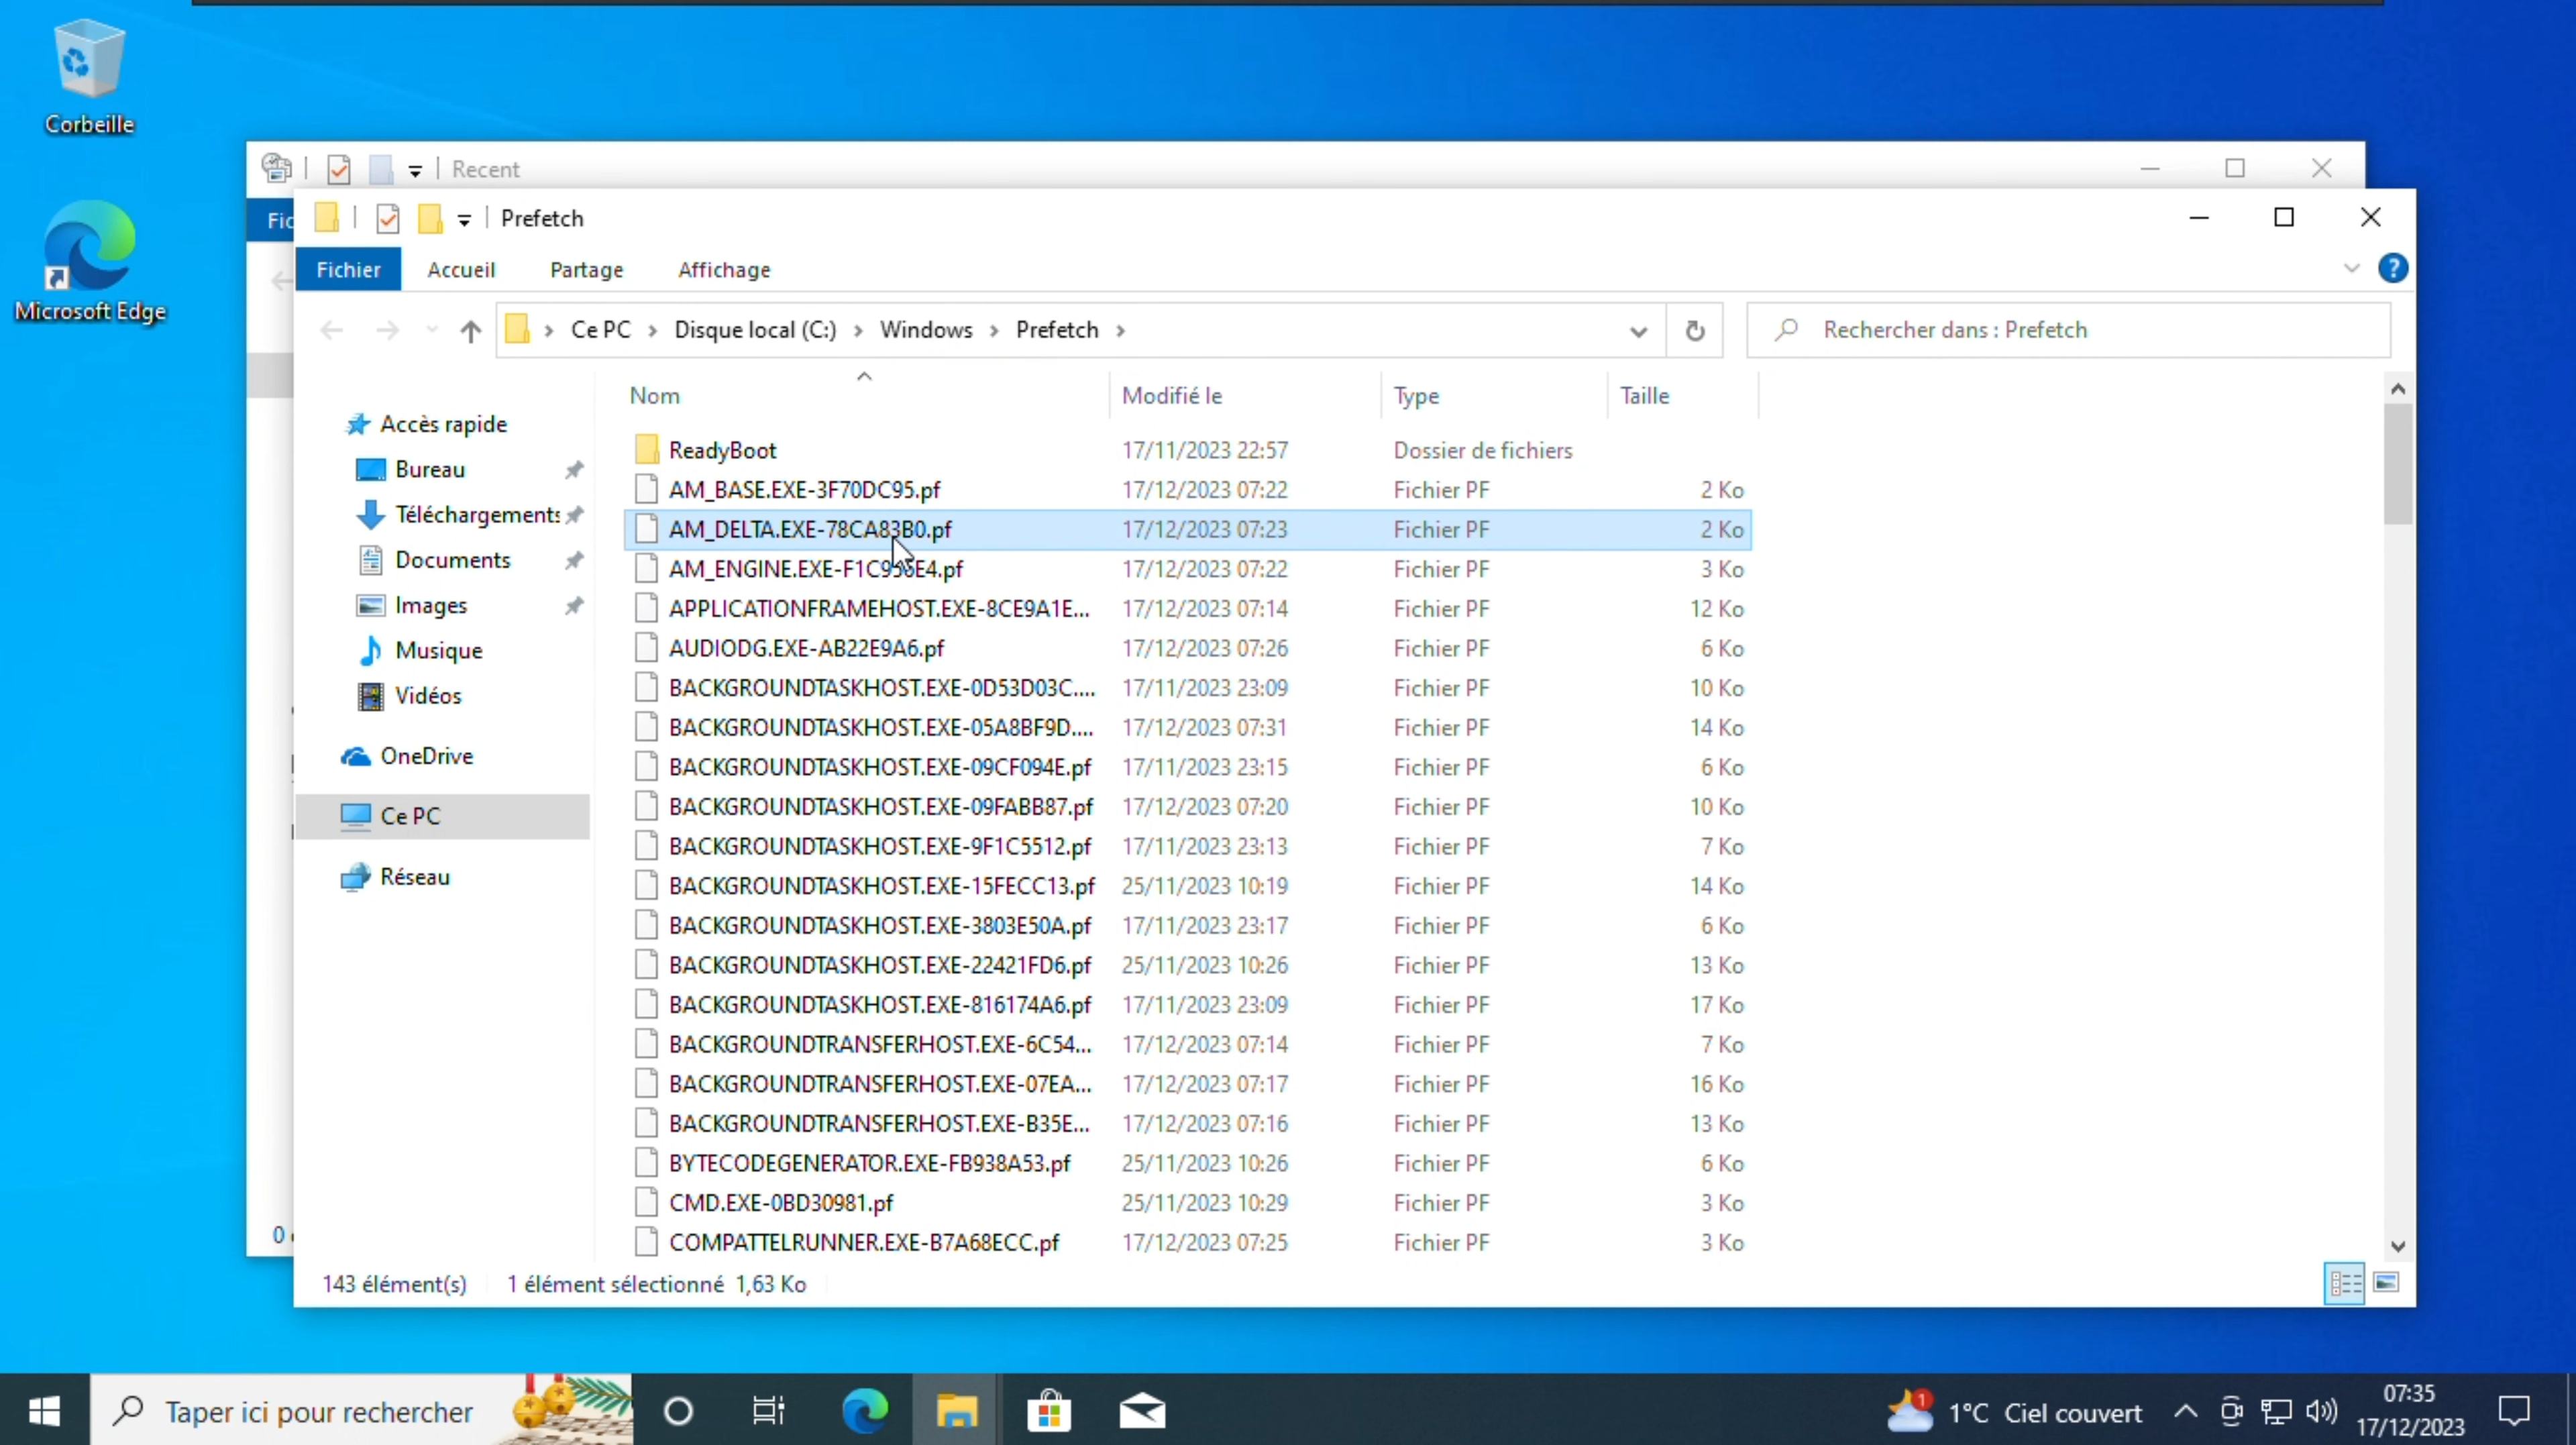 Corbeille
Microsoft Edge
Recent
Prefetch
Fichier Accueil Partage Affichage
Ce PC Disque local (C:) Windows Prefetch
Rechercher dans : Prefetch
Accès rapide
Bureau
Téléchargements
Documents
Images
Musique
Vidéos
OneDrive
Ce PC
Réseau
Nom Modifié le Type Taille
ReadyBoot 17/11/2023 22:57 Dossier de fichiers
AM_BASE.EXE-3F70DC95.pf 17/12/2023 07:22 Fichier PF 2 Ko
AM_DELTA.EXE-78CA83B0.pf 17/12/2023 07:23 Fichier PF 2 Ko
17/12/2023 07:22 Fichier PF 3 Ko
APPLICATIONFRAMEHOST.EXE-8CE9A1E... 17/12/2023 07:14 Fichier PF 12 Ko
AUDIODG.EXE-AB22E9A6.pf 17/12/2023 07:26 Fichier PF 6 Ko
BACKGROUNDTASKHOST.EXE-0D53D03C.... 17/11/2023 23:09 Fichier PF 10 Ko
BACKGROUNDTASKHOST.EXE-05A8BF9D.... 17/12/2023 07:31 Fichier PF 14 Ko
BACKGROUNDTASKHOST.EXE-09CF094E.pf 17/11/2023 23:15 Fichier PF 6 Ko
BACKGROUNDTASKHOST.EXE-09FABB87.pf 17/12/2023 07:20 Fichier PF 10 Ko
BACKGROUNDTASKHOST.EXE-9F1C5512.pf 17/11/2023 23:13 Fichier PF 7 Ko
BACKGROUNDTASKHOST.EXE-15FECC13.pf 25/11/2023 10:19 Fichier PF 14 Ko
BACKGROUNDTASKHOST.EXE-3803E50A.pf 17/11/2023 23:17 Fichier PF 6 Ko
BACKGROUNDTASKHOST.EXE-22421FD6.pf 25/11/2023 10:26 Fichier PF 13 Ko
BACKGROUNDTASKHOST.EXE-816174A6.pf 17/11/2023 23:09 Fichier PF 17 Ko
BACKGROUNDTRANSFERHOST.EXE-6C54... 17/12/2023 07:14 Fichier PF 7 Ko
BACKGROUNDTRANSFERHOST.EXE-07EA... 17/12/2023 07:17 Fichier PF 16 Ko
BACKGROUNDTRANSFERHOST.EXE-B35E... 17/12/2023 07:16 Fichier PF 13 Ko
BYTECODEGENERATOR.EXE-FB938A53.pf 25/11/2023 10:26 Fichier PF 6 Ko
CMD.EXE-0BD30981.pf 25/11/2023 10:29 Fichier PF 3 Ko
COMPATTELRUNNER.EXE-B7A68ECC.pf 17/12/2023 07:25 Fichier PF 3 Ko
143 élément(s) 1 élément sélectionné 1,63 Ko
Taper ici pour rechercher
1
1°C Ciel couvert
07:35
17/12/2023